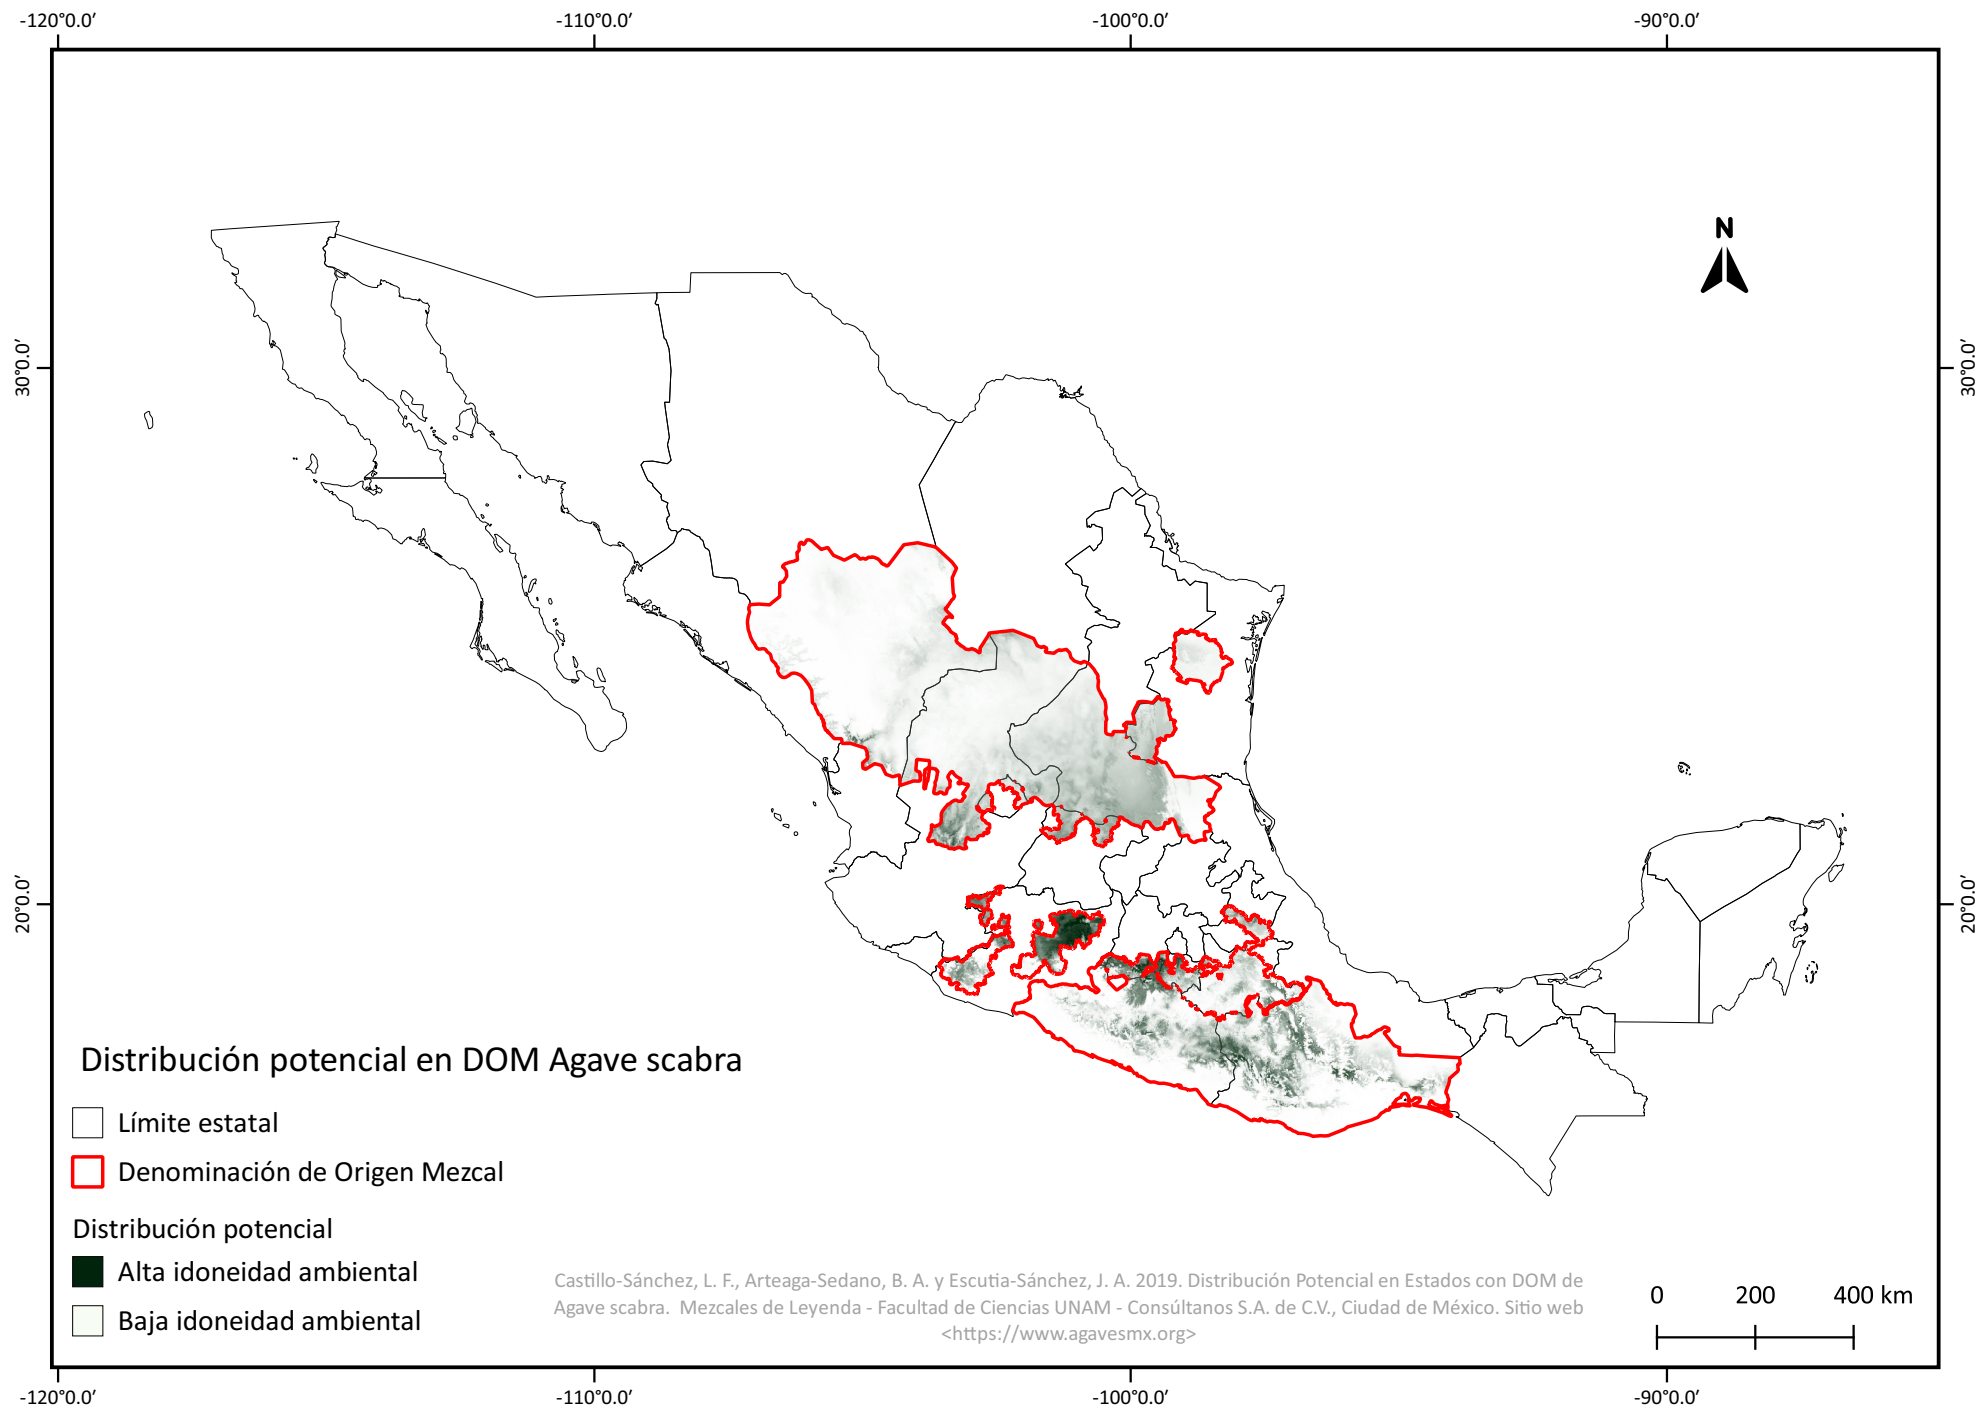 -120°0.0′ -110°0.0′ -100°0.0′ -90°0.0′
N
30°0.0′ 30°0.0′
20°0.0′ 20°0.0′
Distribución potencial en DOM Agave scabra
Límite estatal
Denominación de Origen Mezcal
Distribución potencial
Alta idoneidad ambiental
Baja idoneidad ambiental
Castillo-Sánchez, L. F., Arteaga-Sedano, B. A. y Escutia-Sánchez, J. A. 2019. Distribución Potencial en Estados con DOM de
Agave scabra. Mezcales de Leyenda - Facultad de Ciencias UNAM - Consúltanos S.A. de C.V., Ciudad de México. Sitio web
<https://www.agavesmx.org>
0 200 400 km
-120°0.0′ -110°0.0′ -100°0.0′ -90°0.0′